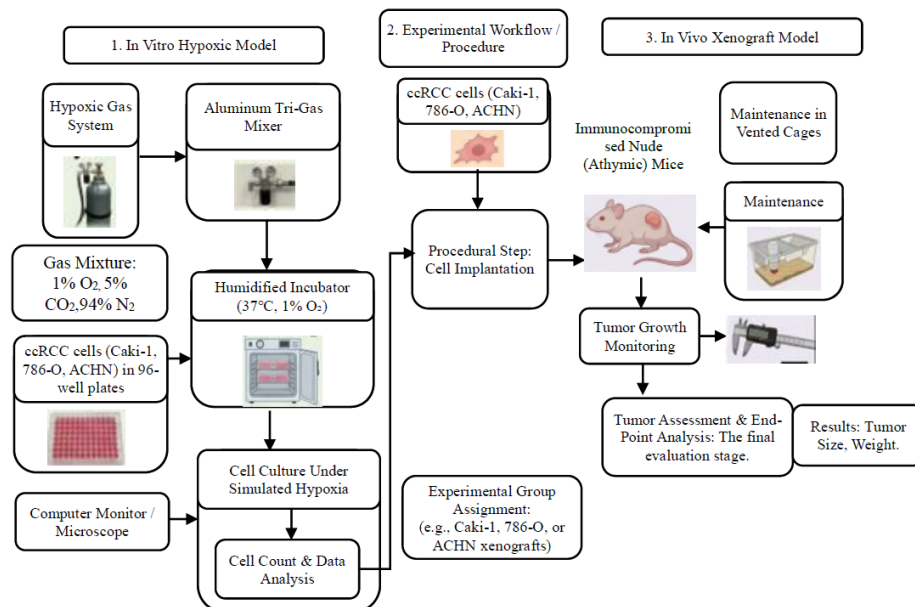 1. In Vitro Hypoxic Model
2. Experimental Workflow /
Procedure
3. In Vivo Xenograft Model
Hypoxic Gas
System
Aluminum Tri-Gas
Mixer
Gas Mixture:
1% O₂, 5%
CO₂,94% N₂
Humidified Incubator
(37℃, 1% O₂)
ccRCC cells (Caki-1,
786-O, ACHN) in 96-
well plates
Cell Culture Under
Simulated Hypoxia
Computer Monitor /
Microscope
Cell Count & Data
Analysis
ccRCC cells (Caki-1,
786-O, ACHN)
Procedural Step:
Cell Implantation
Experimental Group
Assignment:
(e.g., Caki-1, 786-O, or
ACHN xenografts)
Immunocompromi
sed Nude
(Athymic) Mice
Maintenance in
Vented Cages
Maintenance
Tumor Growth
Monitoring
Tumor Assessment & End-
Point Analysis: The final
evaluation stage.
Results: Tumor
Size, Weight.